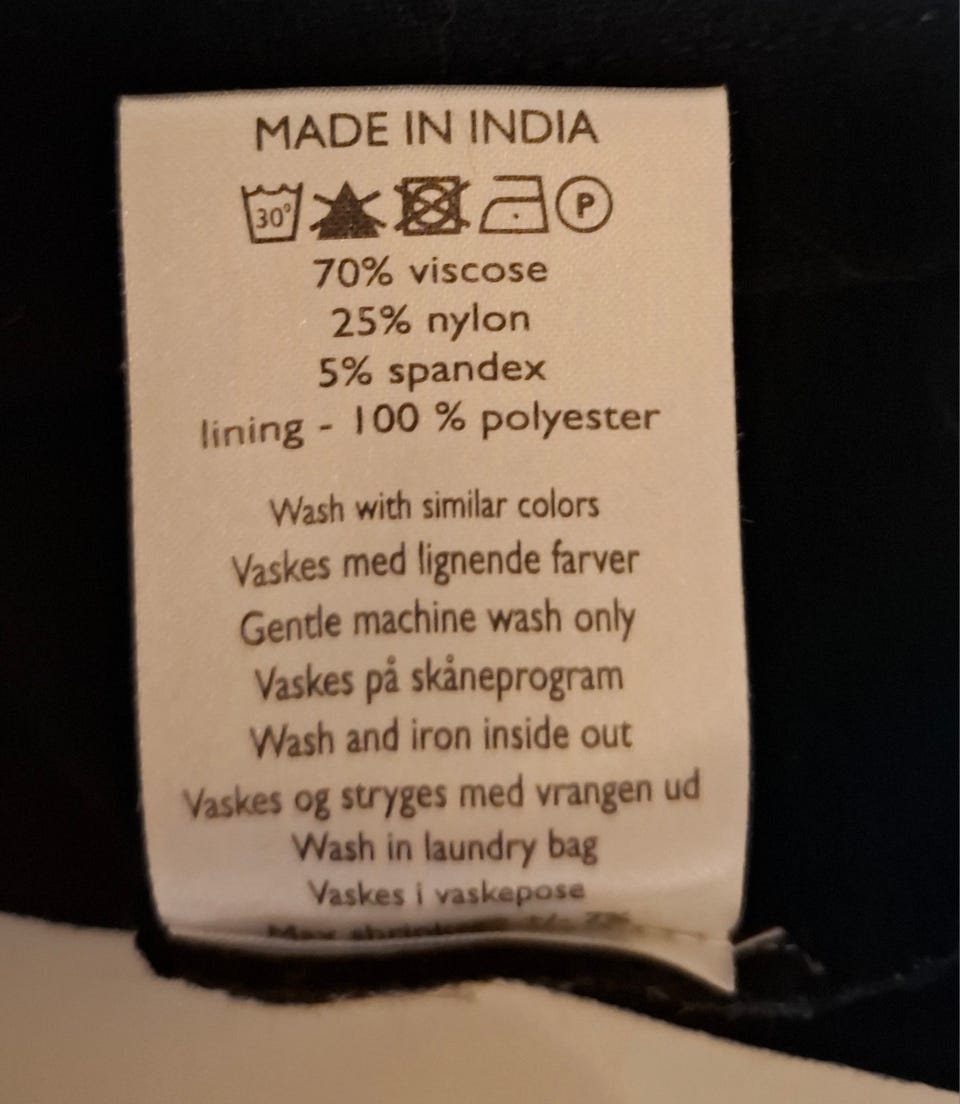 MADE IN INDIA
30° P
70% viscose
25% nylon
5% spandex
lining - 100 % polyester
Wash with similar colors
Vaskes med lignende farver
Gentle machine wash only
Vaskes på skåneprogram
Wash and iron inside out
Vaskes og stryges med vrangen ud
Wash in laundry bag
Vaskes i vaskepose
Max